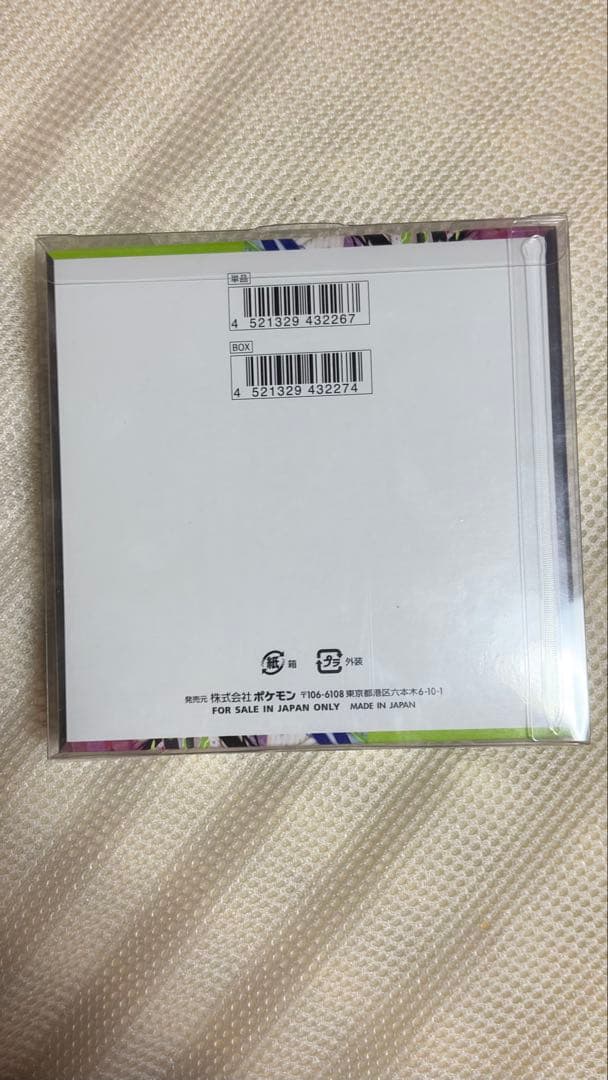 単品
4 521329 432267
BOX
4 521329 432274
紙 箱
プラ 外装
発売元 株式会社 ポケモン 〒106-6108 東京都港区六本木6-10-1
FOR SALE IN JAPAN ONLY MADE IN JAPAN